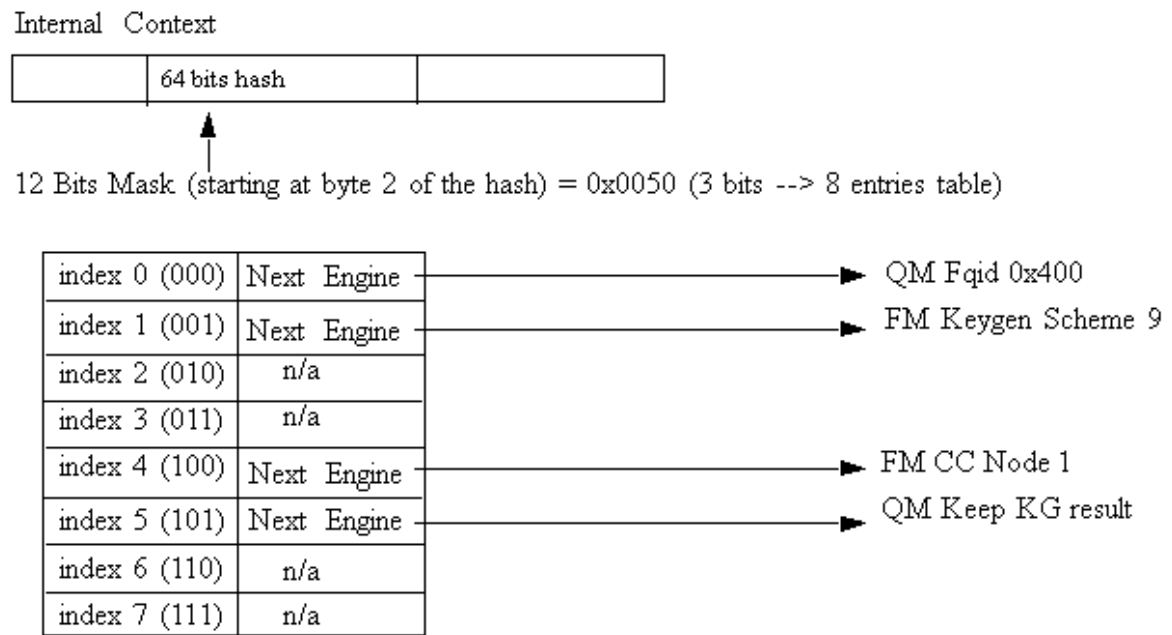 Internal Context
64 bits hash
12 Bits Mask (starting at byte 2 of the hash) = 0x0050 (3 bits --> 8 entries table)
index 0 (000) Next Engine QM Fqid 0x400
index 1 (001) Next Engine FM Keygen Scheme 9
index 2 (010) n/a
index 3 (011) n/a
index 4 (100) Next Engine FM CC Node 1
index 5 (101) Next Engine QM Keep KG result
index 6 (110) n/a
index 7 (111) n/a